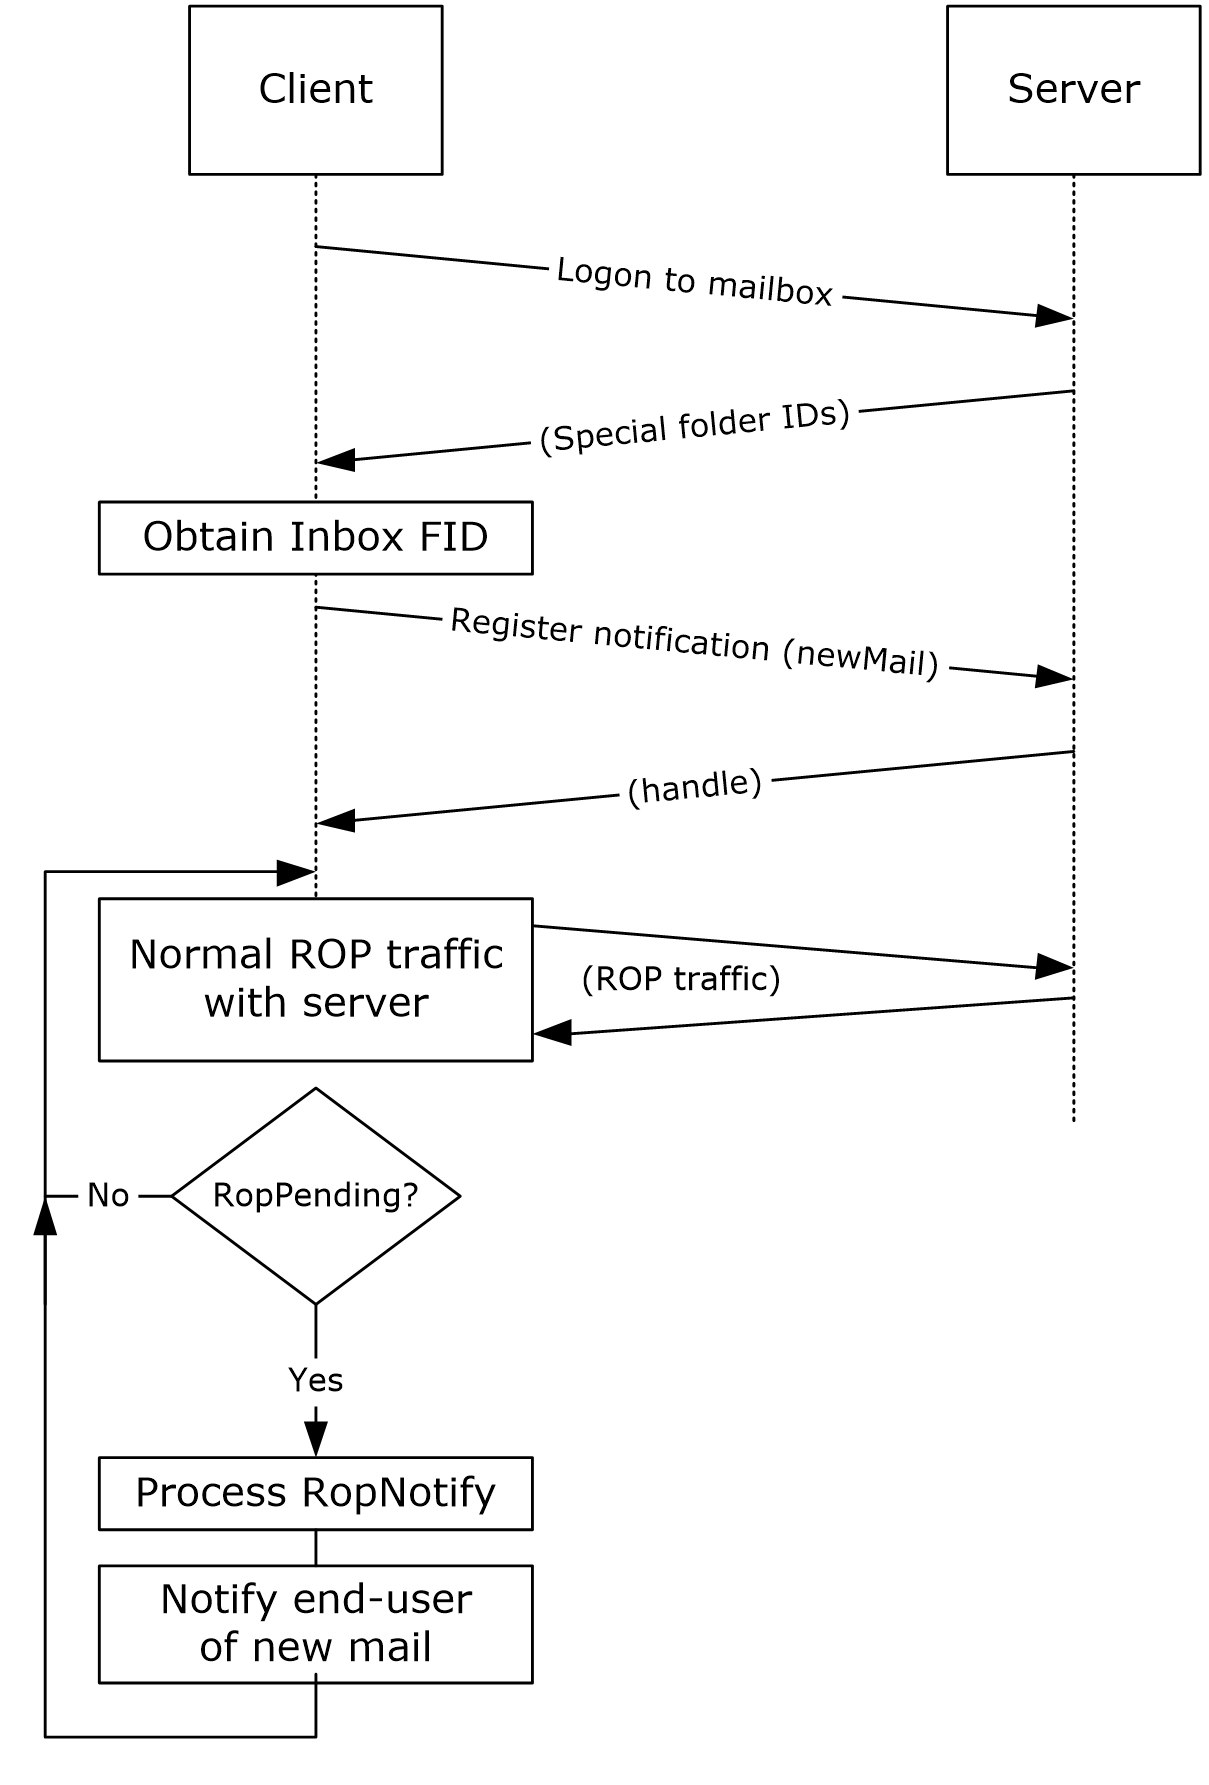 Client
Server
Logon to mailbox
(Special folder IDs)
Obtain Inbox FID
Register notification (newMail)
(handle)
Normal ROP traffic
with server
(ROP traffic)
RopPending?
No
Yes
Process RopNotify
Notify end-user
of new mail